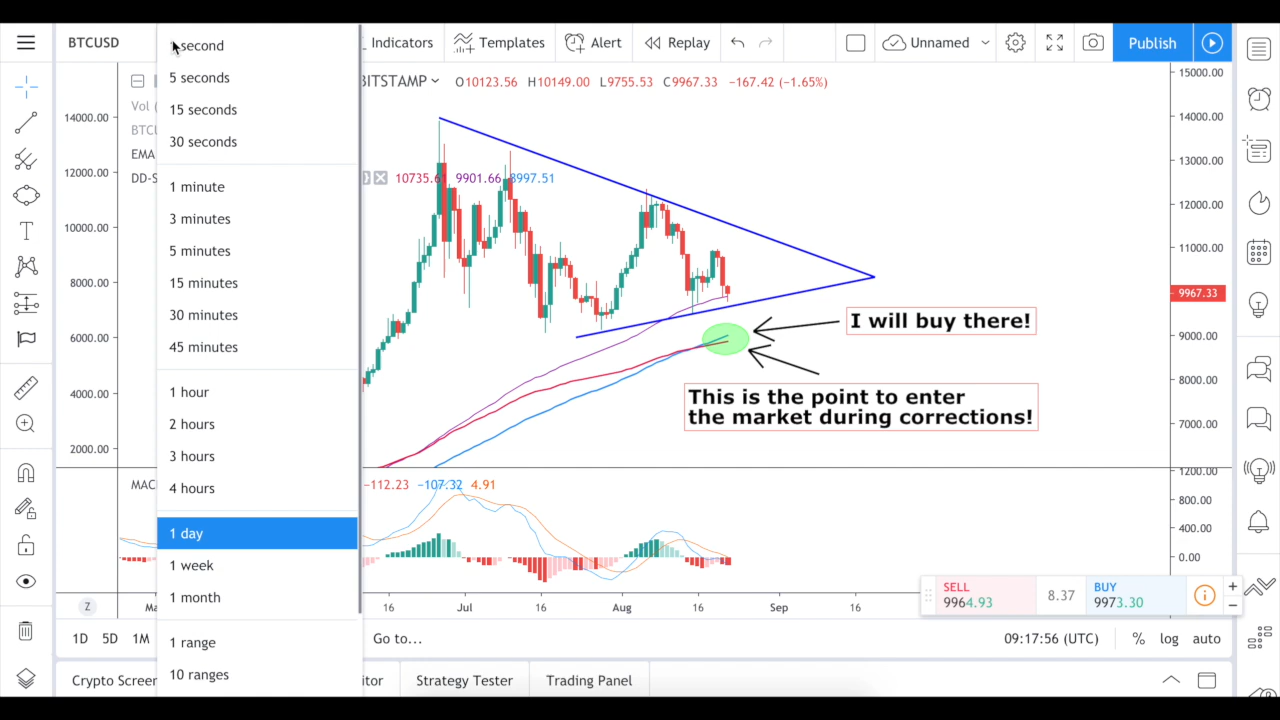 BTCUSD
second
5 seconds
15 seconds
30 seconds
1 minute
3 minutes
5 minutes
15 minutes
30 minutes
45 minutes
1 hour
2 hours
3 hours
4 hours
1 day
1 week
1 month
1 range
10 ranges
Indicators
Templates
Alert
Replay
Unnamed
Publish
BITSTAMP O10123.56 H10149.00 L9755.53 C9967.33 −167.42 (−1.65%)
Vol (
BTCU
EMA
DD-S
10735.61 9901.66 8997.51
14000.00
12000.00
10000.00
8000.00
6000.00
4000.00
2000.00
15000.00
14000.00
13000.00
12000.00
11000.00
9967.33
9000.00
8000.00
7000.00
I will buy there!
This is the point to enter
the market during corrections!
MACD
−112.23 −107.32 4.91
1200.00
800.00
400.00
0.00
Z
Ma
16 Jul 16 Aug 16 Sep 16
SELL
9964.93
8.37
BUY
9973.30
1D 5D 1M
Go to...
09:17:56 (UTC) % log auto
Crypto Screen
itor
Strategy Tester
Trading Panel